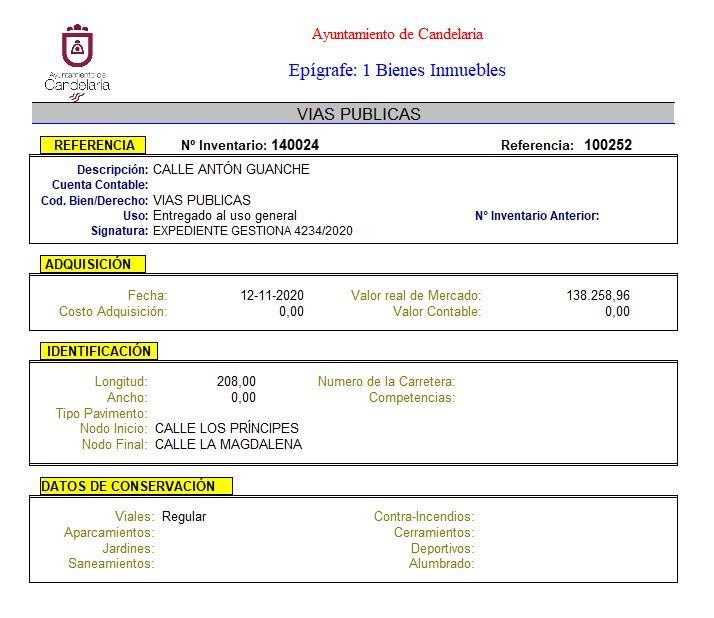 Ayuntamiento de
Candelaria
Ayuntamiento de Candelaria
Epígrafe: 1 Bienes Inmuebles
VIAS PUBLICAS
REFERENCIA Nº Inventario: 140024 Referencia: 100252
Descripción: CALLE ANTÓN GUANCHE
Cuenta Contable:
Cod. Bien/Derecho: VIAS PUBLICAS
Uso: Entregado al uso general Nº Inventario Anterior:
Signatura: EXPEDIENTE GESTIONA 4234/2020
ADQUISICIÓN
Fecha: 12-11-2020 Valor real de Mercado: 138.258,96
Costo Adquisición: 0,00 Valor Contable: 0,00
IDENTIFICACIÓN
Longitud: 208,00 Numero de la Carretera:
Ancho: 0,00 Competencias:
Tipo Pavimento:
Nodo Inicio: CALLE LOS PRÍNCIPES
Nodo Final: CALLE LA MAGDALENA
DATOS DE CONSERVACIÓN
Viales: Regular Contra-Incendios:
Aparcamientos: Cerramientos:
Jardines: Deportivos:
Saneamientos: Alumbrado: